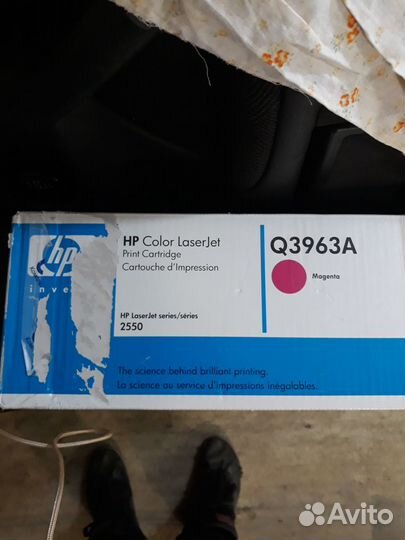 hp
inve
HP Color LaserJet
Print Cartridge
Cartouche d'Impression
HP LaserJet series/séries
2550
Q3963A
Magenta
The science behind brilliant printing.
La science au service d'impressions inégalables.
Avito